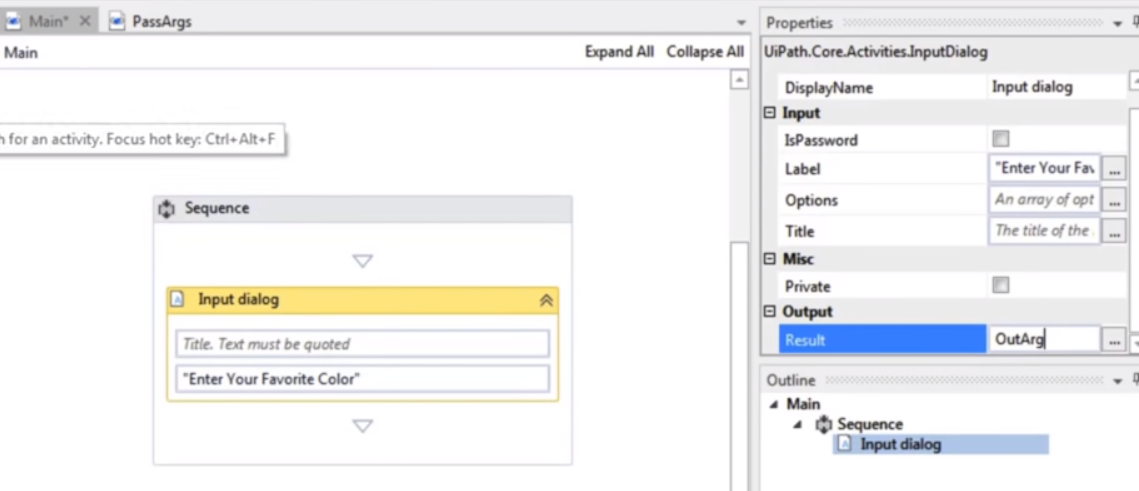 Main*
PassArgs
Main
Expand All Collapse All
h for an activity. Focus hot key: Ctrl+Alt+F
Sequence
Input dialog
Title. Text must be quoted
"Enter Your Favorite Color"
Properties
UiPath.Core.Activities.InputDialog
DisplayName Input dialog
Input
IsPassword
Label "Enter Your Fav ...
Options An array of opt ...
Title The title of the ...
Misc
Private
Output
Result OutArg ...
Outline
Main
Sequence
Input dialog